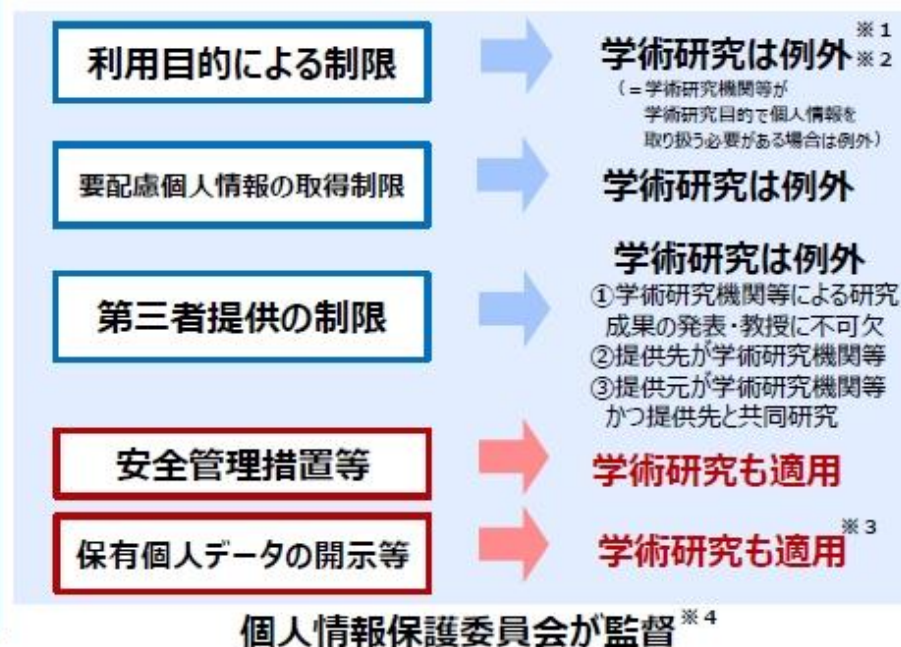 利用目的による制限
学術研究は例外※1※2
（＝学術研究機関等が
学術研究目的で個人情報を
取り扱う必要がある場合は例外）
要配慮個人情報の取得制限
学術研究は例外
第三者提供の制限
学術研究は例外
①学術研究機関等による研究
成果の発表・教授に不可欠
②提供先が学術研究機関等
③提供元が学術研究機関等
かつ提供先と共同研究
安全管理措置等
学術研究も適用
保有個人データの開示等
学術研究も適用※3
個人情報保護委員会が監督※4